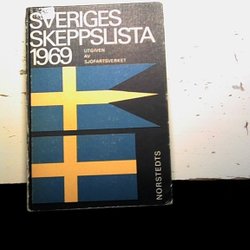 SVERIGES
SKEPPSLISTA
1969
UTGIVEN
AV
SJÖFARTSVERKET
NORSTEDTS